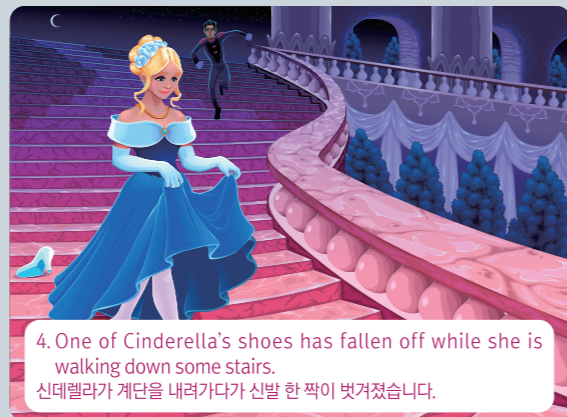 4. One of Cinderella's shoes has fallen off while she is
walking down some stairs.
신데렐라가 계단을 내려가다가 신발 한 짝이 벗겨졌습니다.